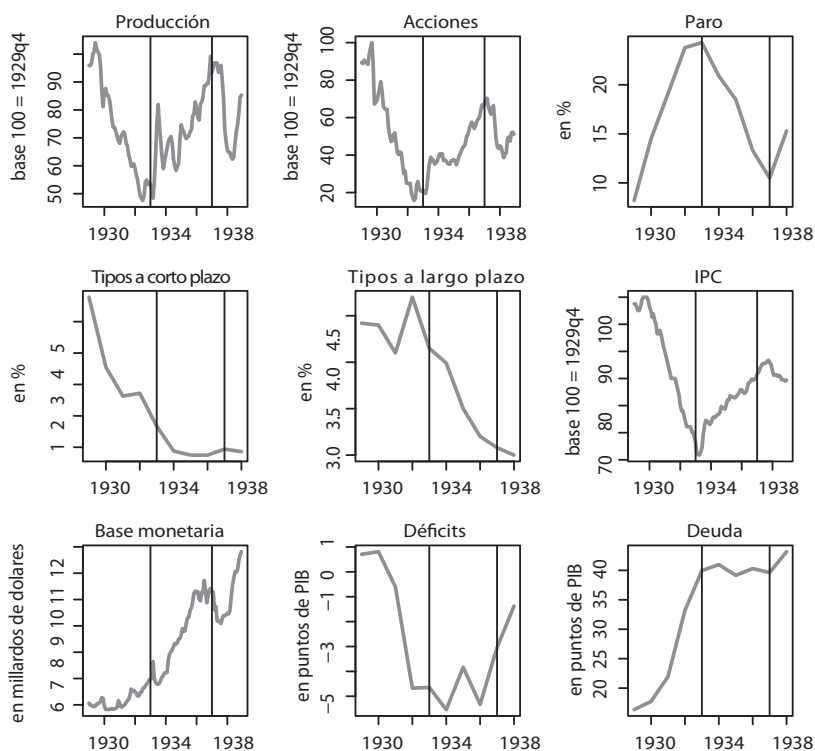 Producción
base 100 = 1929q4
50 60 70 80 90
1930 1934 1938
Acciones
base 100 = 1929q4
20 40 60 80 100
1930 1934 1938
Paro
en %
10 15 20
1930 1934 1938
Tipos a corto plazo
en %
1 2 3 4 5
1930 1934 1938
Tipos a largo plazo
en %
3.0 3.5 4.0 4.5
1930 1934 1938
IPC
base 100 = 1929q4
70 80 90 100
1930 1934 1938
Base monetaria
en millardos de dolares
6 7 8 9 10 11 12
1930 1934 1938
Déficits
en puntos de PIB
−5 −3 −1 0 1
1930 1934 1938
Deuda
en puntos de PIB
20 25 30 35 40
1930 1934 1938